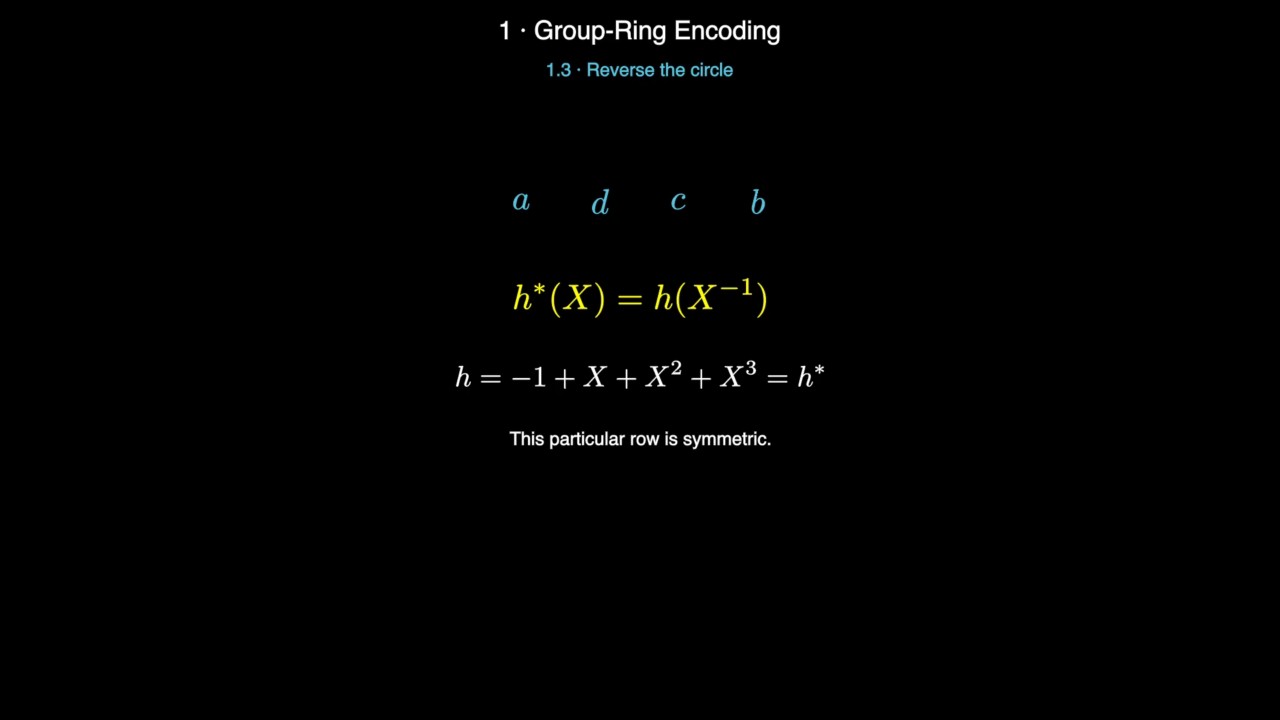 1 · Group-Ring Encoding
1.3 · Reverse the circle
a d c b
h*(X) = h(X⁻¹)
h = −1 + X + X² + X³ = h*
This particular row is symmetric.